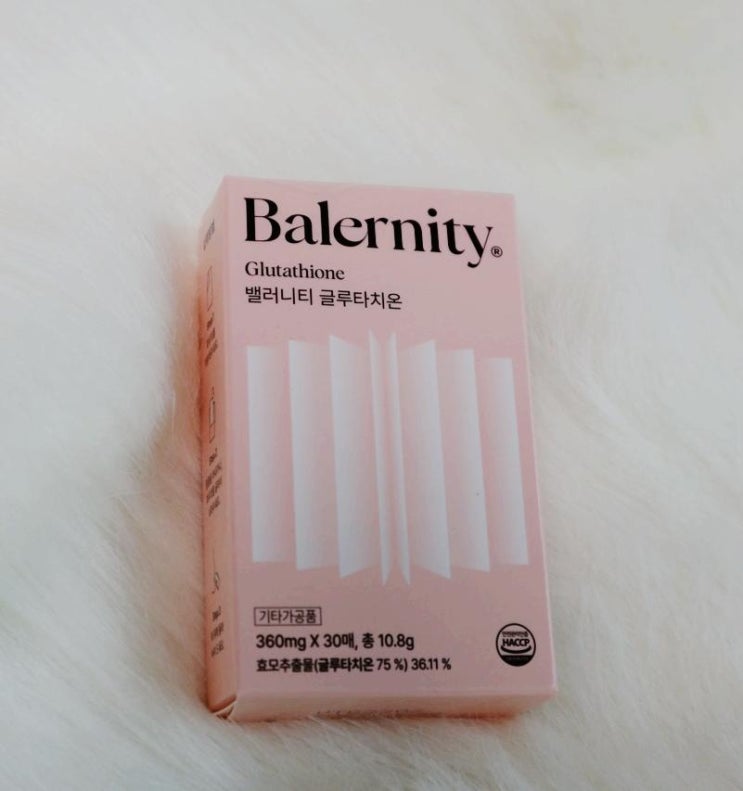 Balernity®
Glutathione
밸러니티 글루타치온
기타가공품
360mg X 30매, 총 10.8g
효모추출물(글루타치온 75 %) 36.11 %
HACCP